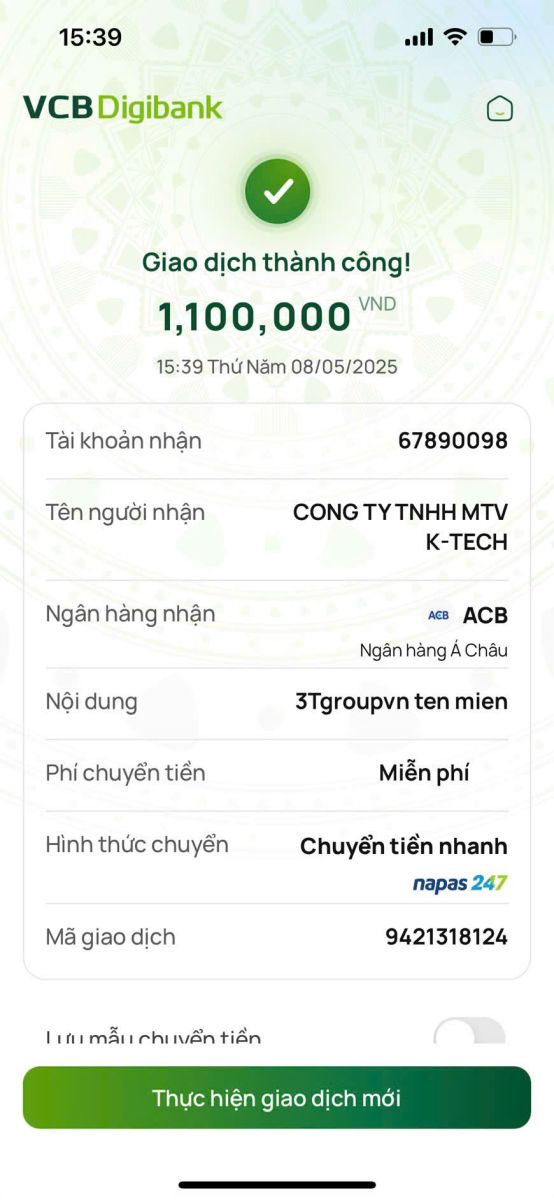 15:39
VCB Digibank
Giao dịch thành công!
1,100,000 VND
15:39 Thứ Năm 08/05/2025
Tài khoản nhận 67890098
Tên người nhận CONG TY TNHH MTV
K-TECH
Ngân hàng nhận ACB ACB
Ngân hàng Á Châu
Nội dung 3Tgroupvn ten mien
Phí chuyển tiền Miễn phí
Hình thức chuyển Chuyển tiền nhanh
napas 247
Mã giao dịch 9421318124
Lưu mẫu chuyển tiền
Thực hiện giao dịch mới